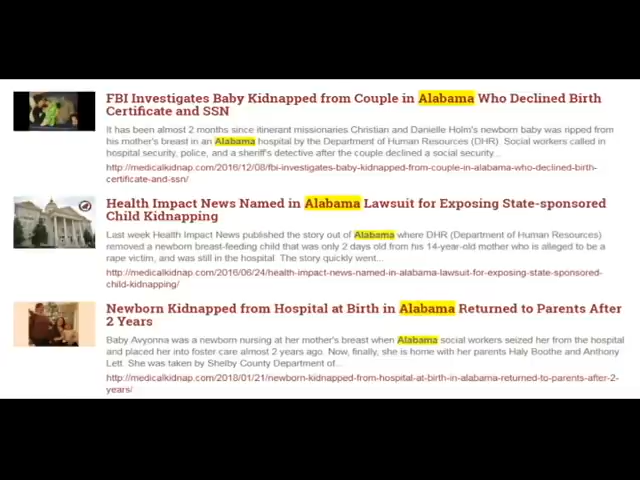 FBI Investigates Baby Kidnapped from Couple in Alabama Who Declined Birth
Certificate and SSN
It has been almost 2 months since itinerant missionaries Christian and Danielle Holm's newborn baby was ripped from
his mother's breast in an Alabama hospital by the Department of Human Resources (DHR). Social workers called in
hospital security, police, and a sheriff's detective after the couple declined a social security...
http://medicalkidnap.com/2016/12/08/fbi-investigates-baby-kidnapped-from-couple-in-alabama-who-declined-birth-
certificate-and-ssn/
Health Impact News Named in Alabama Lawsuit for Exposing State-sponsored
Child Kidnapping
Last week Health Impact News published the story out of Alabama where DHR (Department of Human Resources)
removed a newborn breast-feeding child that was only 2 days old from his 14-year-old mother who is alleged to be a
rape victim, and was still in the hospital. The story quickly went...
http://medicalkidnap.com/2016/06/24/health-impact-news-named-in-alabama-lawsuit-for-exposing-state-sponsored-
child-kidnapping/
Newborn Kidnapped from Hospital at Birth in Alabama Returned to Parents After
2 Years
Baby Avyonna was a newborn nursing at her mother's breast when Alabama social workers seized her from the hospital
and placed her into foster care almost 2 years ago. Now, finally, she is home with her parents Haly Boothe and Anthony
Lett. She was taken by Shelby County Department of...
http://medicalkidnap.com/2018/01/21/newborn-kidnapped-from-hospital-at-birth-in-alabama-returned-to-parents-after-2-
years/